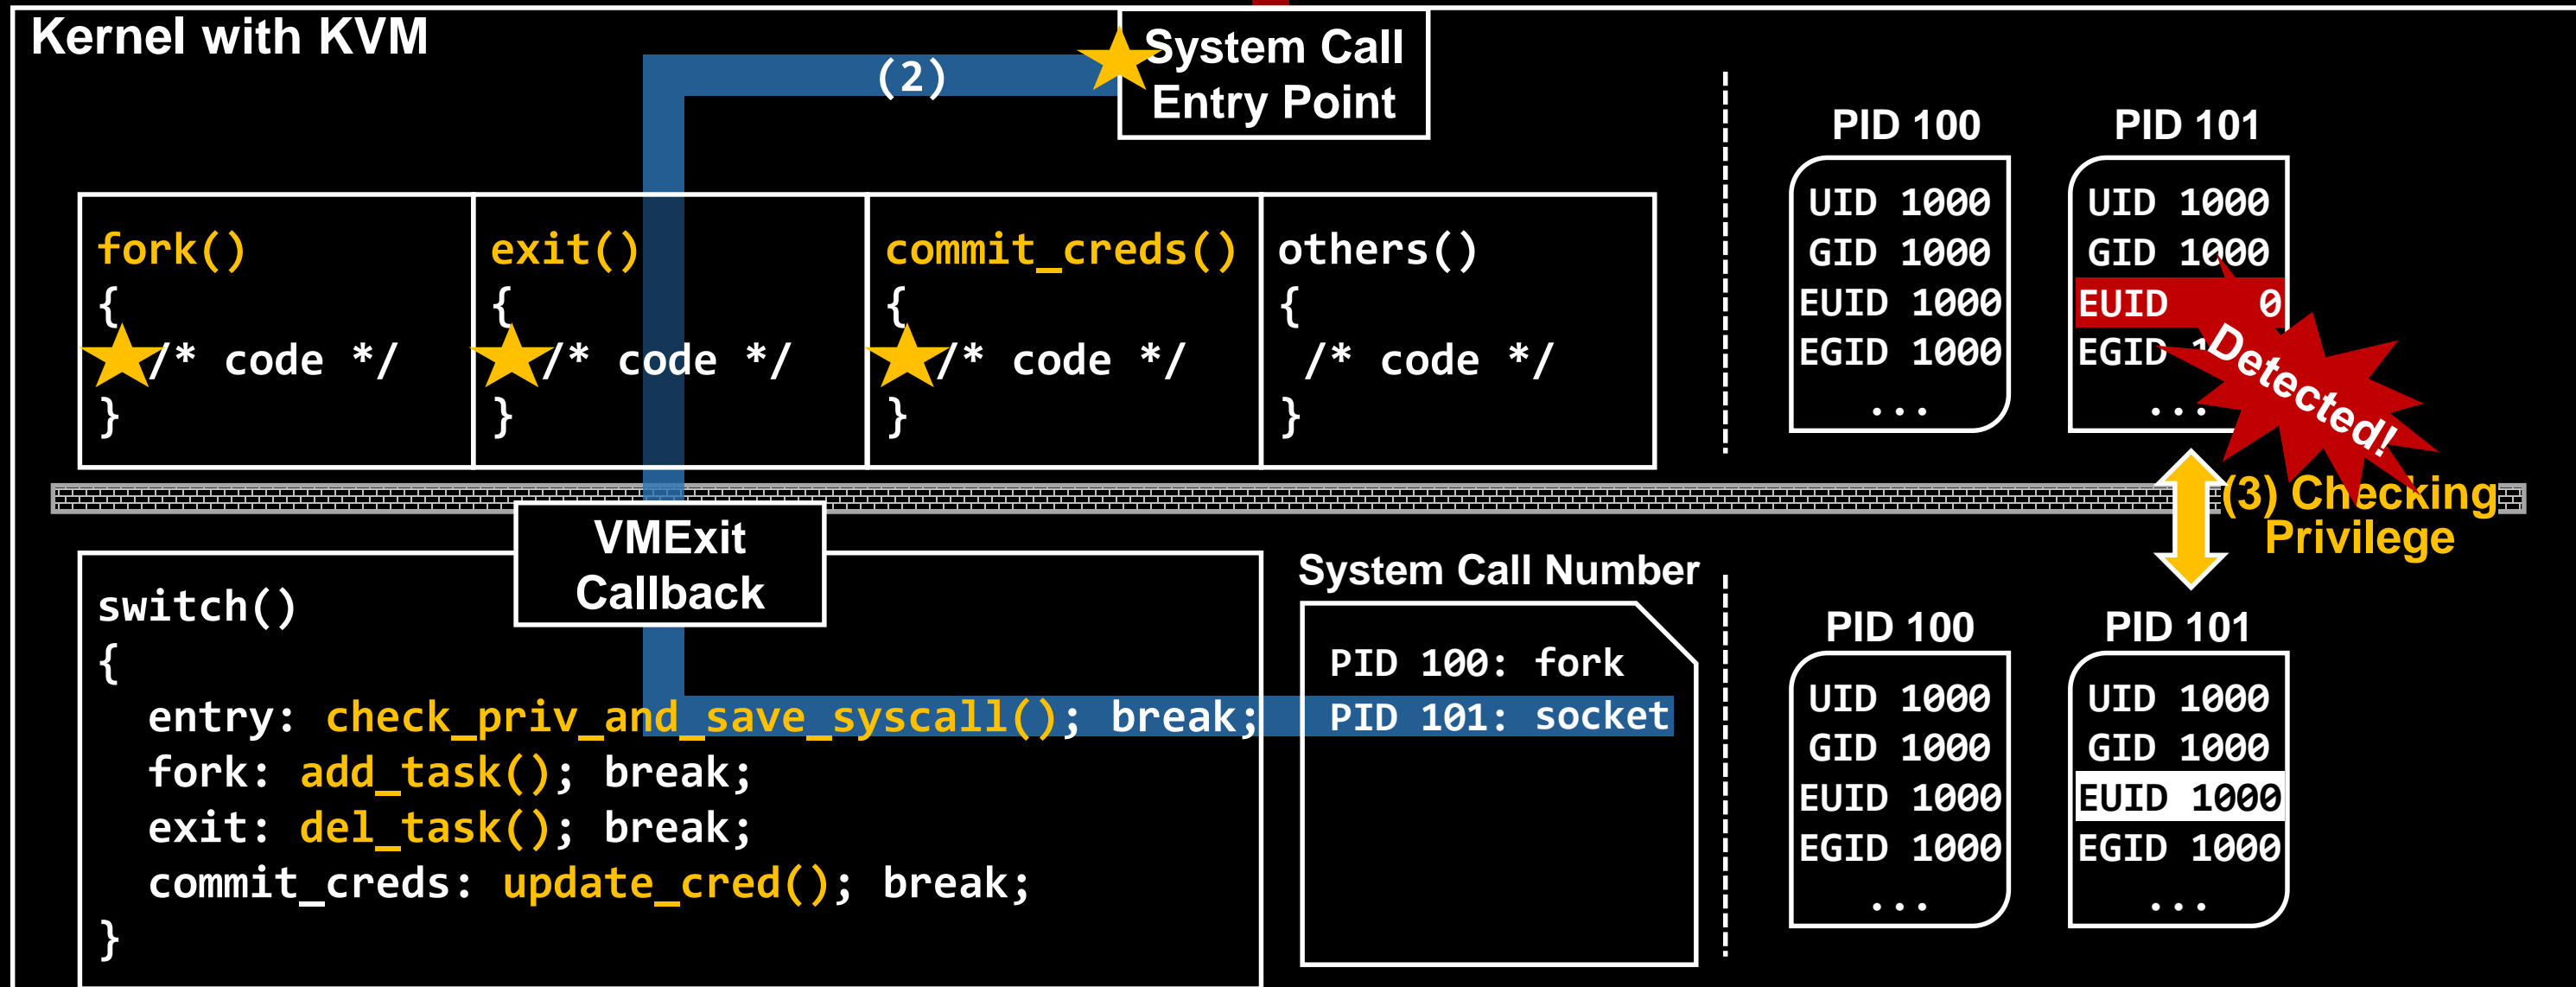 Kernel with KVM
System Call
Entry Point
(2)
fork()
{
/* code */
}
exit()
{
/* code */
}
commit_creds()
{
/* code */
}
others()
{
/* code */
}
PID 100
UID 1000
GID 1000
EUID 1000
EGID 1000
...
PID 101
UID 1000
GID 1000
EUID 0
EGID
...
Detected!
(3) Checking
Privilege
VMExit
Callback
switch()
{
entry: check_priv_and_save_syscall(); break;
fork: add_task(); break;
exit: del_task(); break;
commit_creds: update_cred(); break;
}
System Call Number
PID 100: fork
PID 101: socket
PID 100
UID 1000
GID 1000
EUID 1000
EGID 1000
...
PID 101
UID 1000
GID 1000
EUID 1000
EGID 1000
...